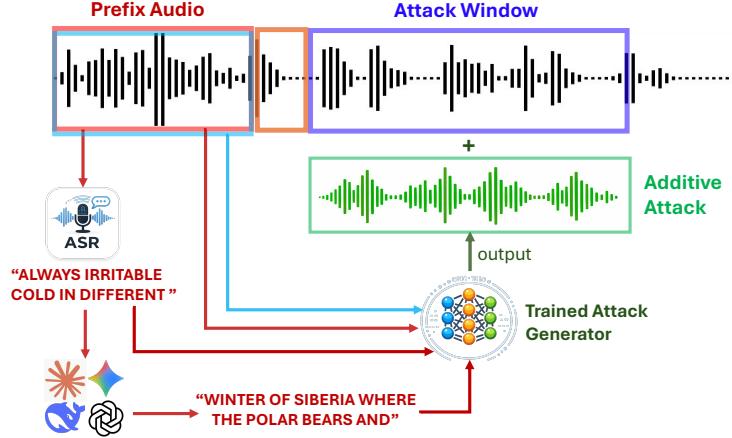 Prefix Audio
Attack Window
+
Additive
Attack
ASR
output
“ALWAYS IRRITABLE
COLD IN DIFFERENT ”
Trained Attack
Generator
“WINTER OF SIBERIA WHERE
THE POLAR BEARS AND”